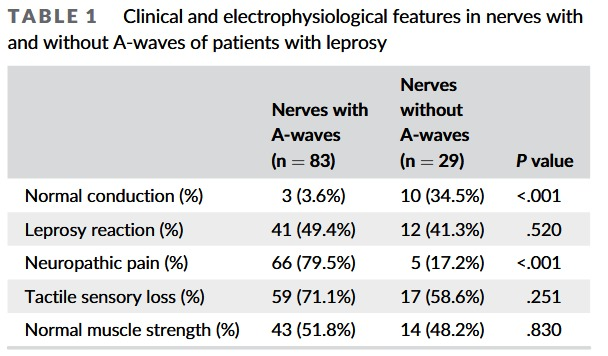 TABLE 1 Clinical and electrophysiological features in nerves with
and without A-waves of patients with leprosy
Nerves with A-waves (n = 83) Nerves without A-waves (n = 29) P value
Normal conduction (%) 3 (3.6%) 10 (34.5%) <.001
Leprosy reaction (%) 41 (49.4%) 12 (41.3%) .520
Neuropathic pain (%) 66 (79.5%) 5 (17.2%) <.001
Tactile sensory loss (%) 59 (71.1%) 17 (58.6%) .251
Normal muscle strength (%) 43 (51.8%) 14 (48.2%) .830